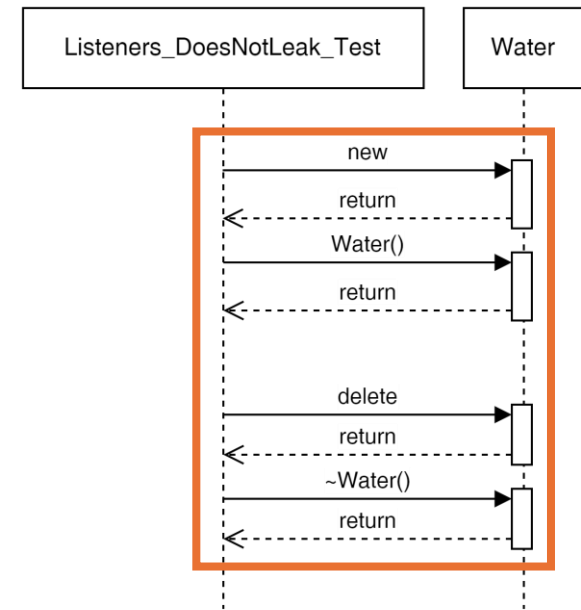 Listeners_DoesNotLeak_Test
Water
new
return
Water()
return
delete
return
~Water()
return